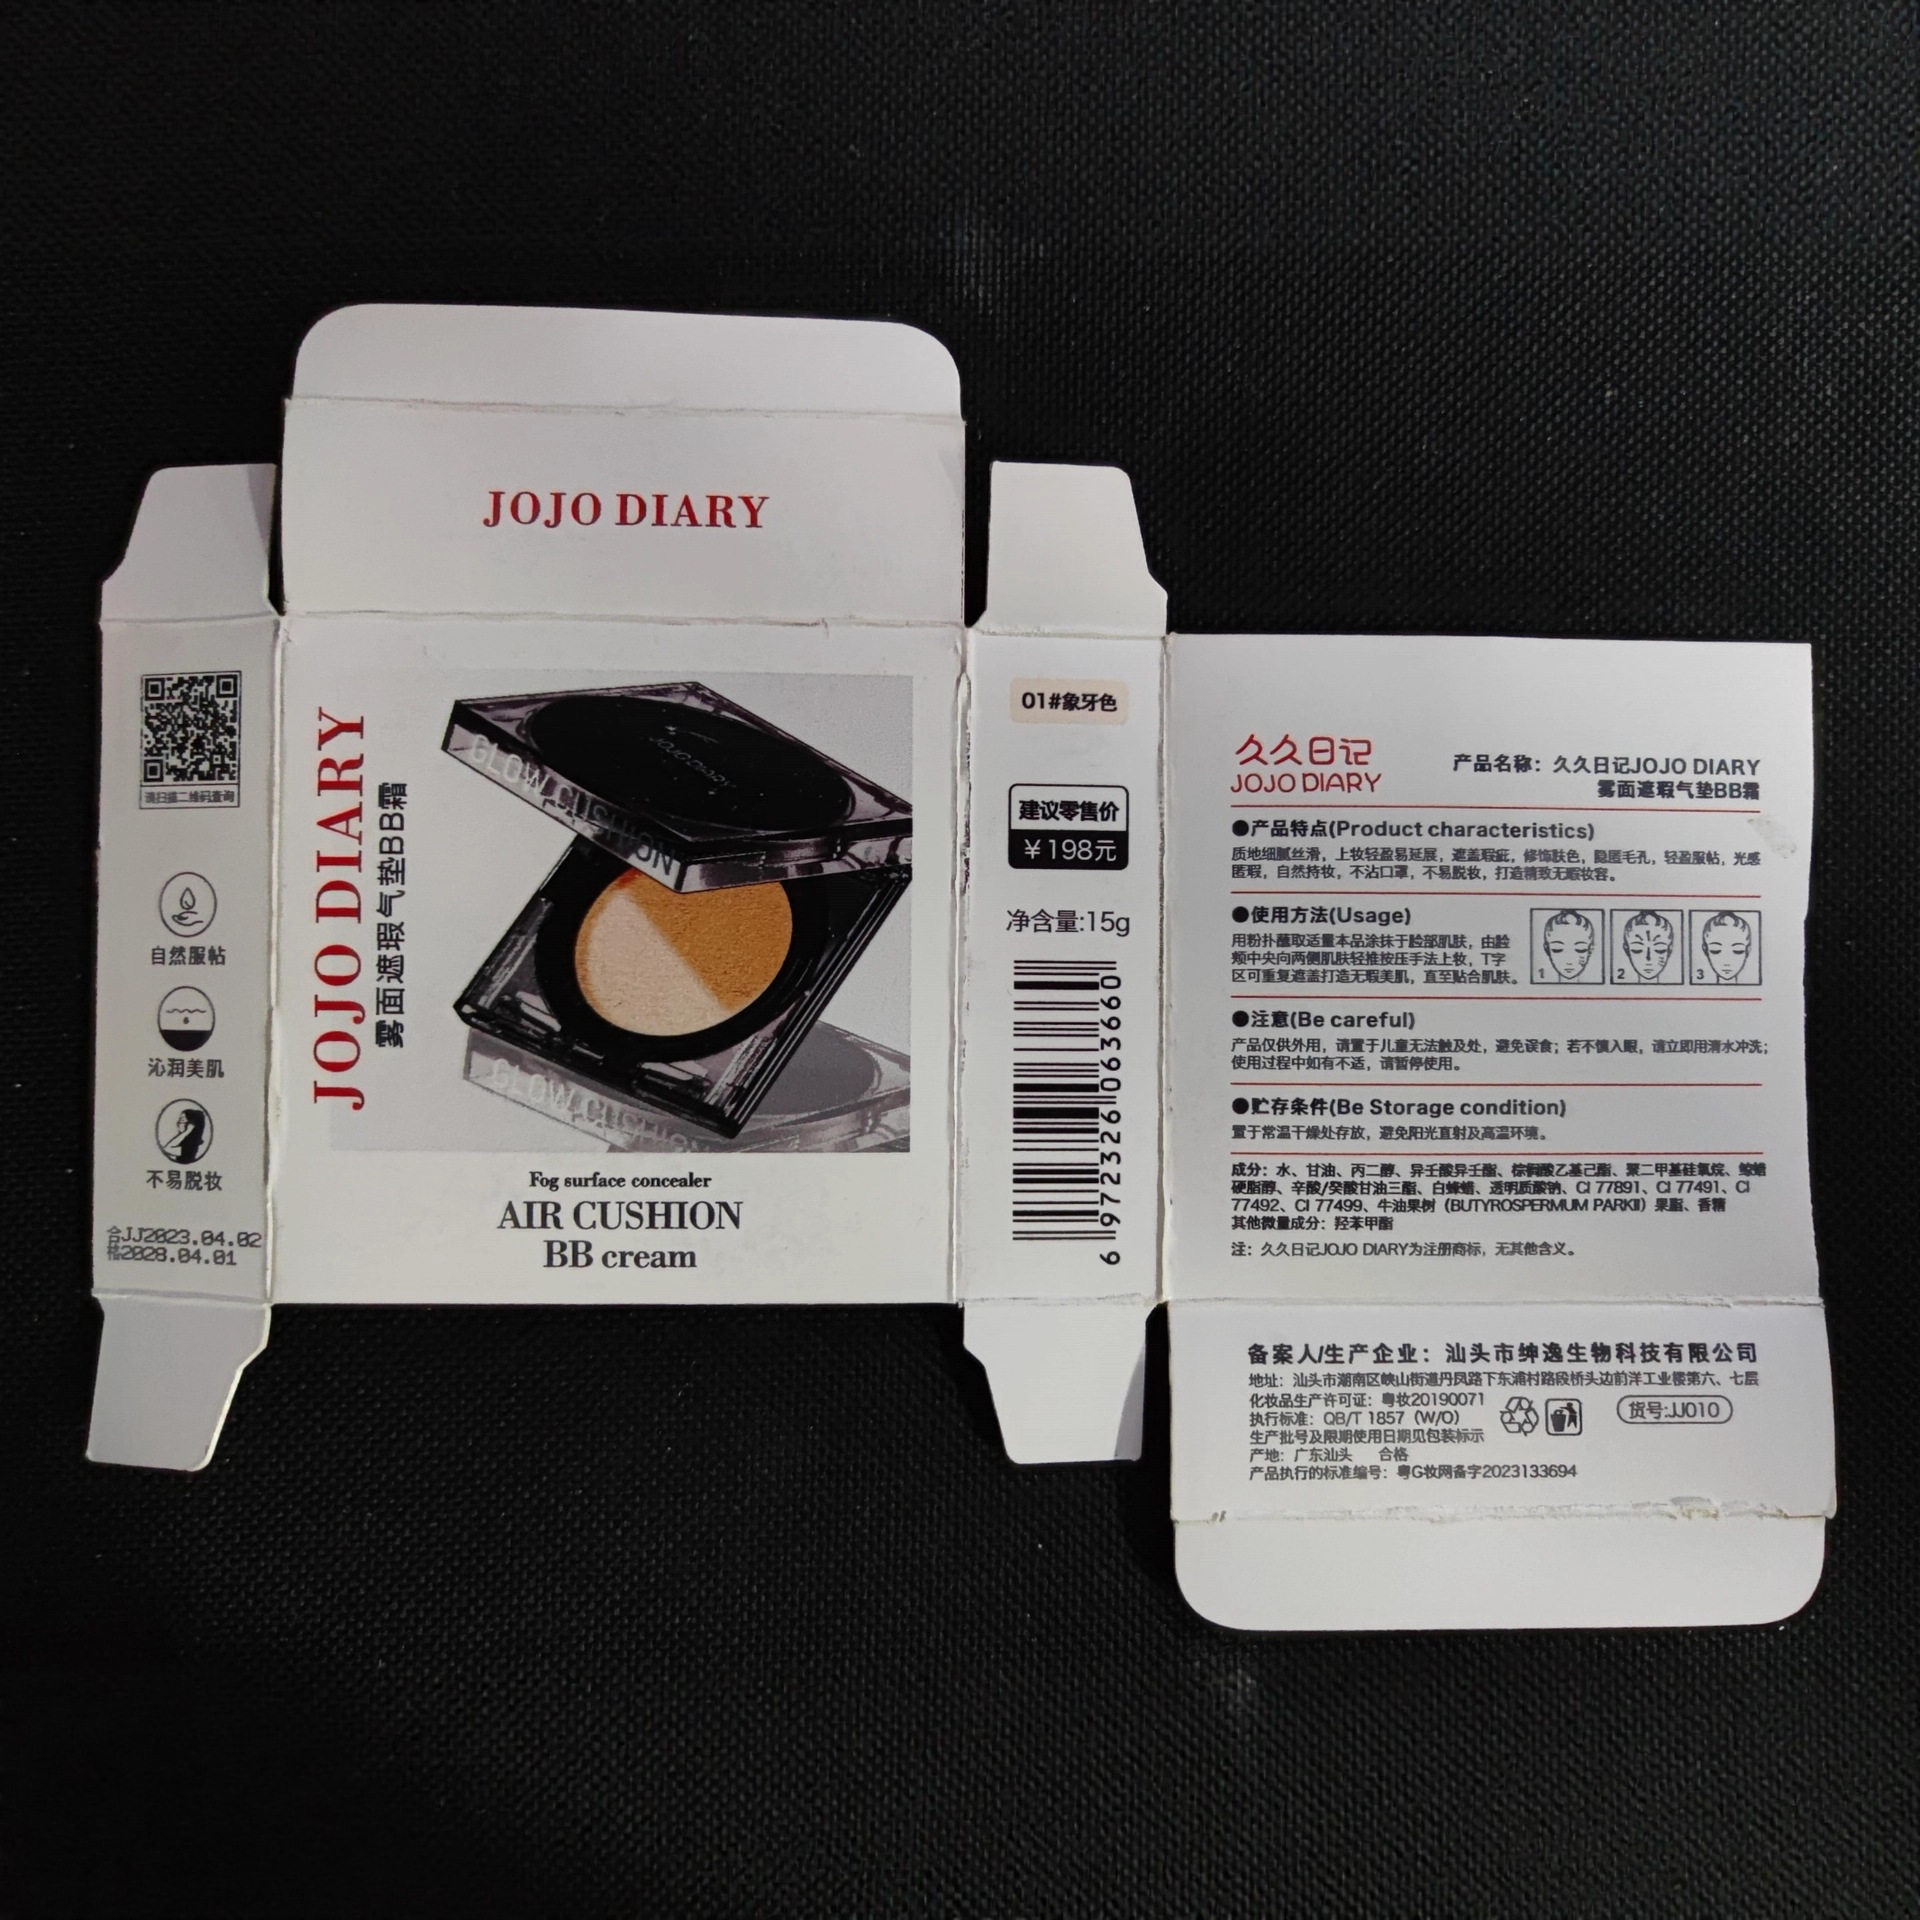 JOJO DIARY
请扫描二维码查询
自然服帖
沁润美肌
不易脱妆
合JJ2023.04.02
格2028.04.01
JOJO DIARY
雾面遮瑕气垫BB霜
JOJO DIARY
GLOW CUSHION
GLOW CUSHION
Fog surface concealer
AIR CUSHION
BB cream
01#象牙色
建议零售价
￥198元
净含量:15g
6972326063660
久久日记
JOJO DIARY
产品名称：久久日记JOJO DIARY
雾面遮瑕气垫BB霜
●产品特点(Product characteristics)
质地细腻丝滑，上妆轻盈易延展，遮盖瑕疵，修饰肤色，隐匿毛孔，轻盈服帖，光感
匿瑕，自然持妆，不沾口罩，不易脱妆，打造精致无暇妆容。
●使用方法(Usage)
用粉扑蘸取适量本品涂抹于脸部肌肤，由脸
颊中央向两侧肌肤轻推按压手法上妆，T字
区可重复遮盖打造无瑕美肌，直至贴合肌肤。
1
2
3
●注意(Be careful)
产品仅供外用，请置于儿童无法触及处，避免误食；若不慎入眼，请立即用清水冲洗；
使用过程中如有不适，请暂停使用。
●贮存条件(Be Storage condition)
置于常温干燥处存放，避免阳光直射及高温环境。
成分：水、甘油、丙二醇、异壬酸异壬酯、棕榈酸乙基己酯、聚二甲基硅氧烷、鲸蜡
硬脂醇、辛酸/癸酸甘油三酯、白蜂蜡、透明质酸钠、CI 77891、CI 77491、CI
77492、CI 77499、牛油果树（BUTYROSPERMUM PARKII）果脂、香精
其他微量成分：羟苯甲酯
注：久久日记JOJO DIARY为注册商标，无其他含义。
备案人/生产企业：汕头市绅逸生物科技有限公司
地址：汕头市潮南区峡山街道丹凤路下东浦村路段桥头边前洋工业楼第六、七层
化妆品生产许可证：粤妆20190071
执行标准：QB/T 1857（W/O）
生产批号及限期使用日期见包装标示
产地：广东汕头 合格
产品执行的标准编号：粤G妆网备字2023133694
货号:JJ010